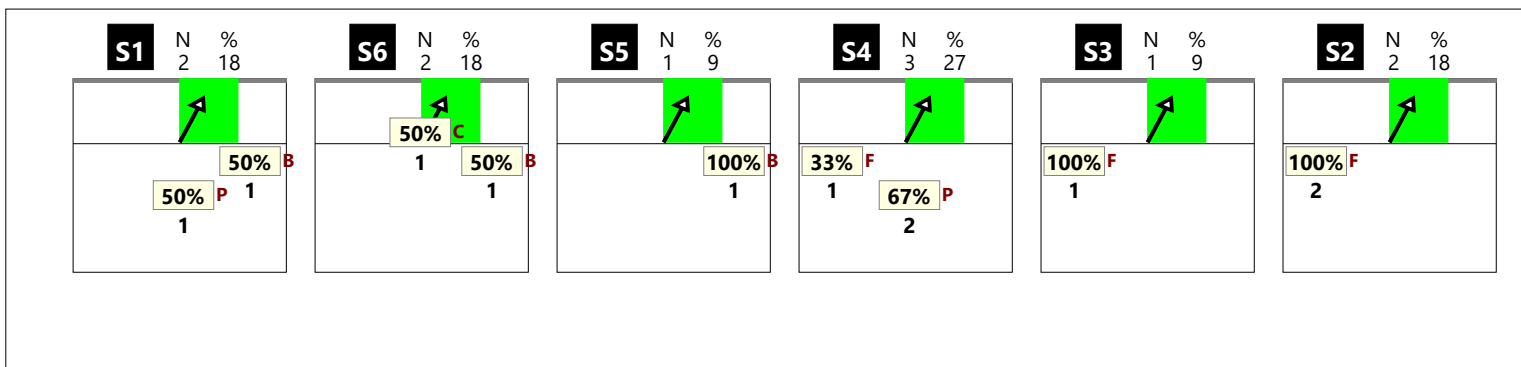 S1 N % 2 18
50% B
1
50% P
1
S6 N % 2 18
50% C
1
50% B
1
S5 N % 1 9
100% B
1
S4 N % 3 27
33% F
1
67% P
2
S3 N % 1 9
100% F
1
S2 N % 2 18
100% F
2